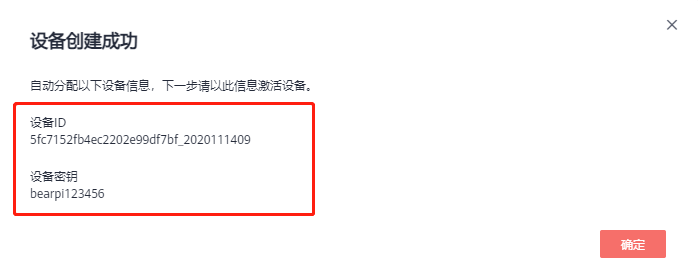 设备创建成功
自动分配以下设备信息，下一步请以此信息激活设备。
设备ID
5fc7152fb4ec2202e99df7bf_2020111409
设备密钥
bearpi123456
确定